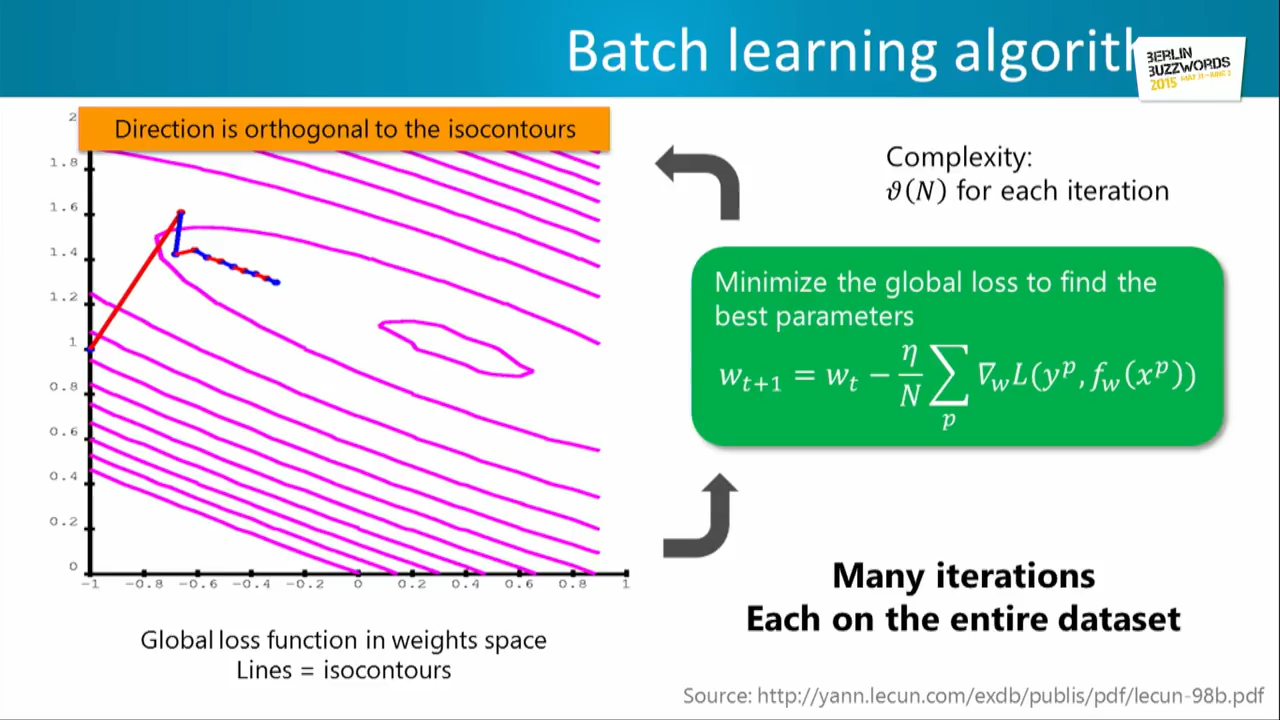 Batch learning algorith
BERLIN
BUZZWORDS
2015
Direction is orthogonal to the isocontours
2
1.8
1.6
1.4
1.2
1
0.8
0.6
0.4
0.2
0
−1 −0.8 −0.6 −0.4 −0.2 0 0.2 0.4 0.6 0.8 1
Global loss function in weights space
Lines = isocontours
Complexity:
𝜗(𝑁) for each iteration
Minimize the global loss to find the
best parameters
w_{t+1} = w_t − η/N ∑_p ∇_w L(y^p, f_w(x^p))
Many iterations
Each on the entire dataset
Source: http://yann.lecun.com/exdb/publis/pdf/lecun-98b.pdf